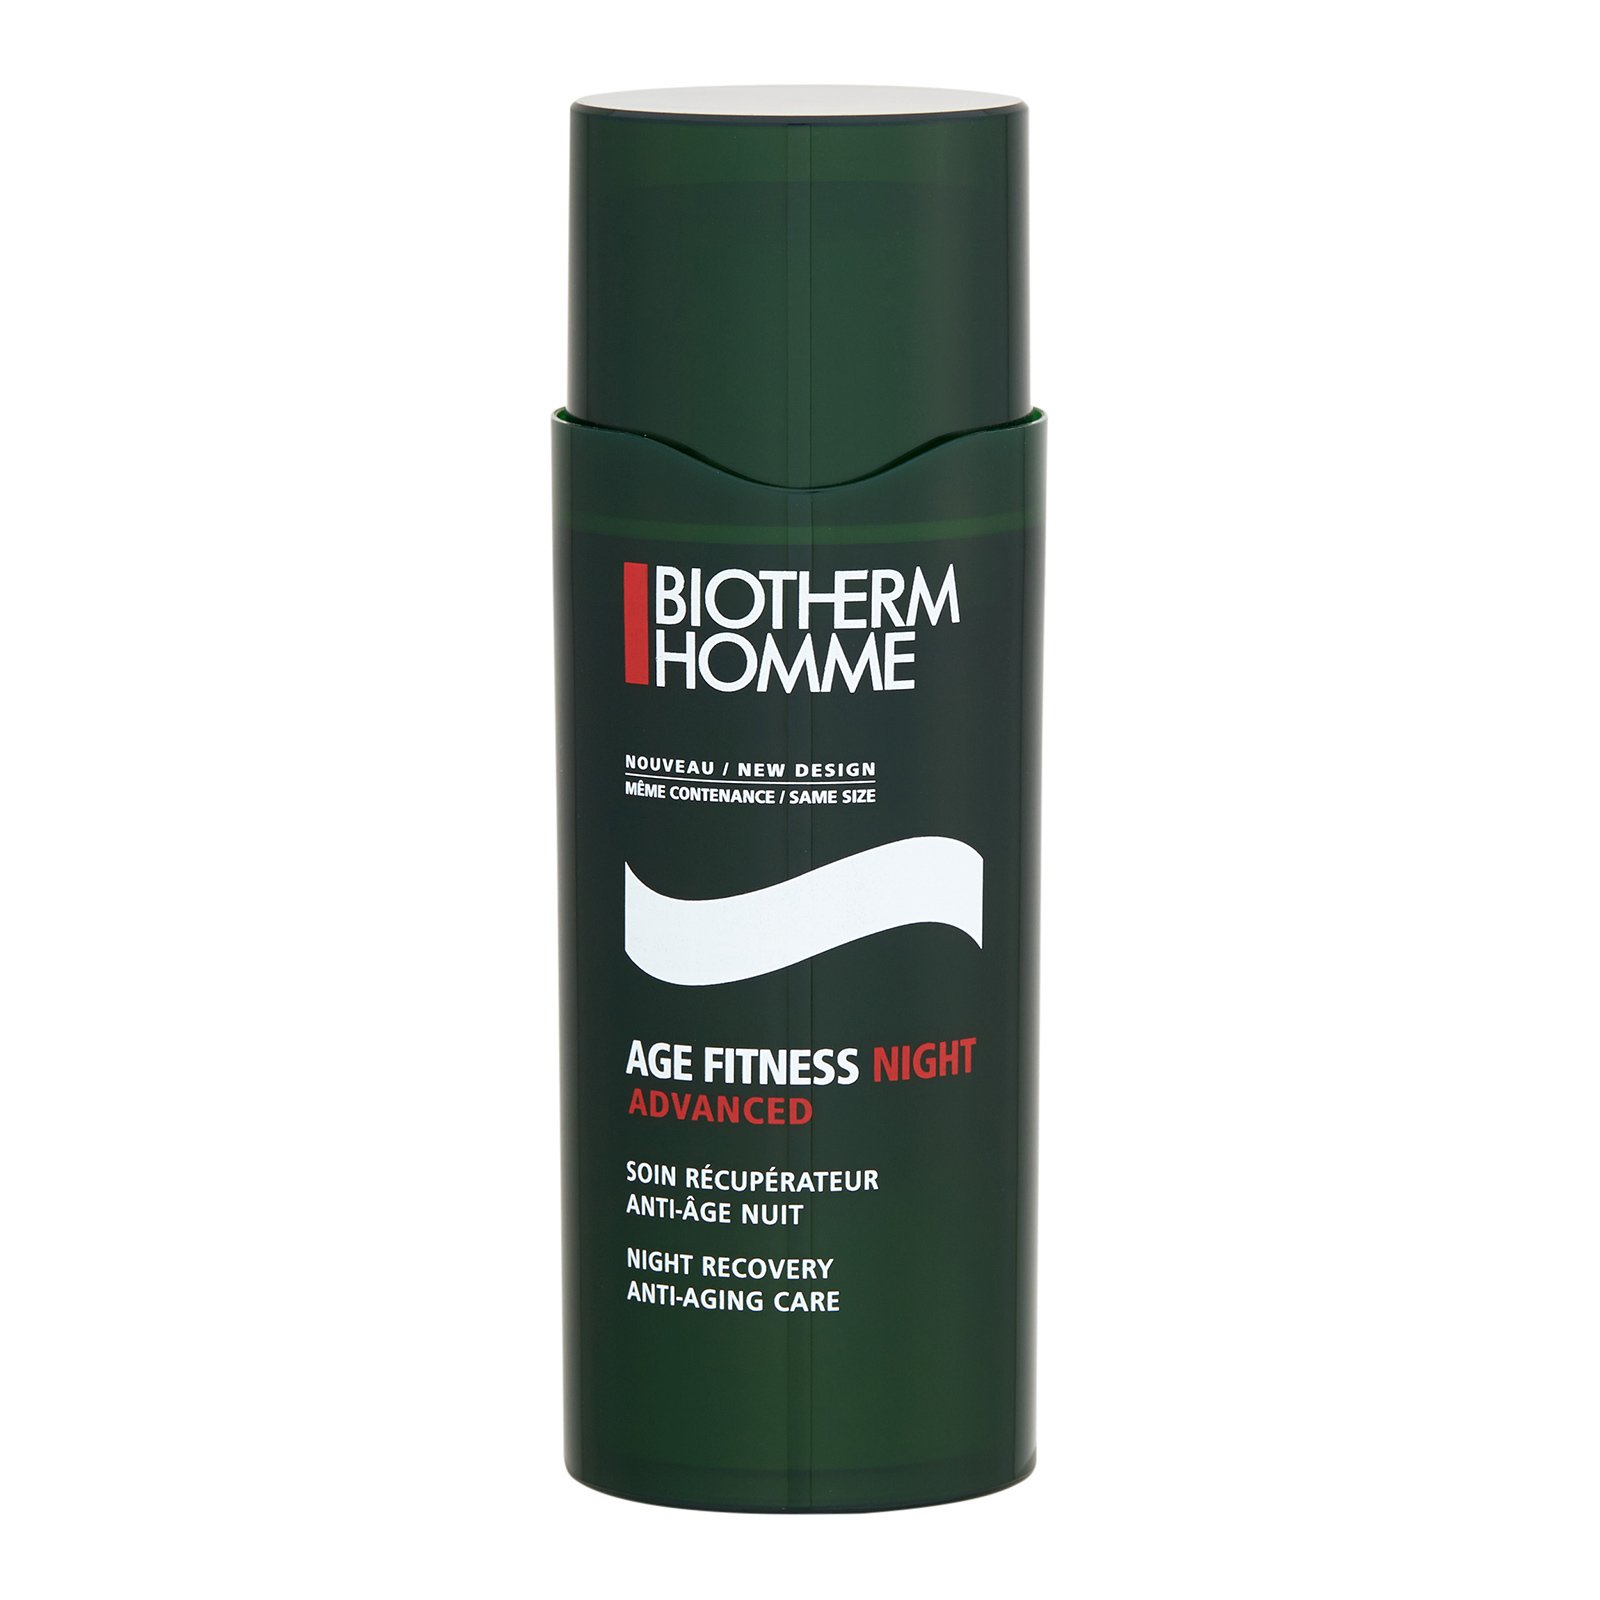 BIOTHERM
HOMME
NOUVEAU / NEW DESIGN
MÊME CONTENANCE / SAME SIZE
AGE FITNESS NIGHT
ADVANCED
SOIN RÉCUPÉRATEUR
ANTI-ÂGE NUIT
NIGHT RECOVERY
ANTI-AGING CARE